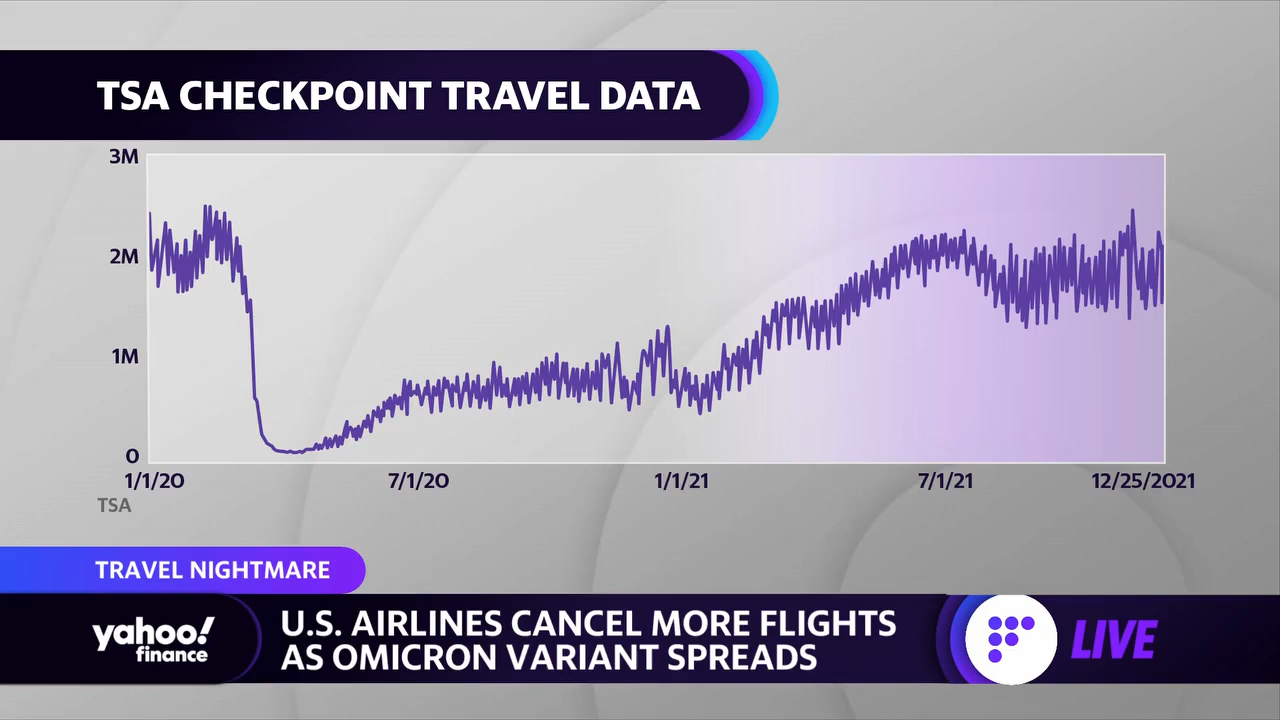 TSA CHECKPOINT TRAVEL DATA
3M
2M
1M
0
1/1/20 7/1/20 1/1/21 7/1/21 12/25/2021
TSA
TRAVEL NIGHTMARE
yahoo!
finance
U.S. AIRLINES CANCEL MORE FLIGHTS
AS OMICRON VARIANT SPREADS
LIVE